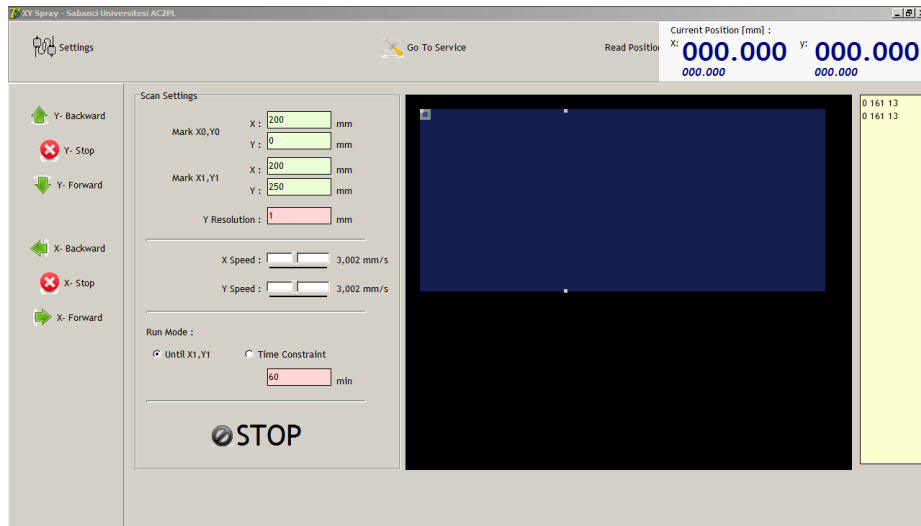 XY Spray - Sabanci Universitesi AC2PL
Settings
Go To Service
Read Position
Current Position [mm] :
X: 000.000 y: 000.000
000.000 000.000
Y- Backward
Y- Stop
Y- Forward
X- Backward
X- Stop
X- Forward
Scan Settings
Mark X0,Y0
X : 200 mm
Y : 0 mm
Mark X1,Y1
X : 200 mm
Y : 250 mm
Y Resolution : 1 mm
X Speed : 3,002 mm/s
Y Speed : 3,002 mm/s
Run Mode :
Until X1,Y1 Time Constraint
60 min
STOP
0 161 13
0 161 13